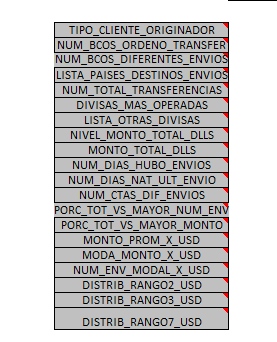 TIPO_CLIENTE_ORIGINADOR
NUM_BCOS_ORDENO_TRANSFER
NUM_BCOS_DIFERENTES_ENVIOS
LISTA_PAISES_DESTINOS_ENVIOS
NUM_TOTAL_TRANSFERENCIAS
DIVISAS_MAS_OPERADAS
LISTA_OTRAS_DIVISAS
NIVEL_MONTO_TOTAL_DLLS
MONTO_TOTAL_DLLS
NUM_DIAS_HUBO_ENVIOS
NUM_DIAS_NAT_ULT_ENVIO
NUM_CTAS_DIF_ENVIOS
PORC_TOT_VS_MAYOR_NUM_ENV
PORC_TOT_VS_MAYOR_MONTO
MONTO_PROM_X_USD
MODA_MONTO_X_USD
NUM_ENV_MODAL_X_USD
DISTRIB_RANGO2_USD
DISTRIB_RANGO3_USD
DISTRIB_RANGO7_USD